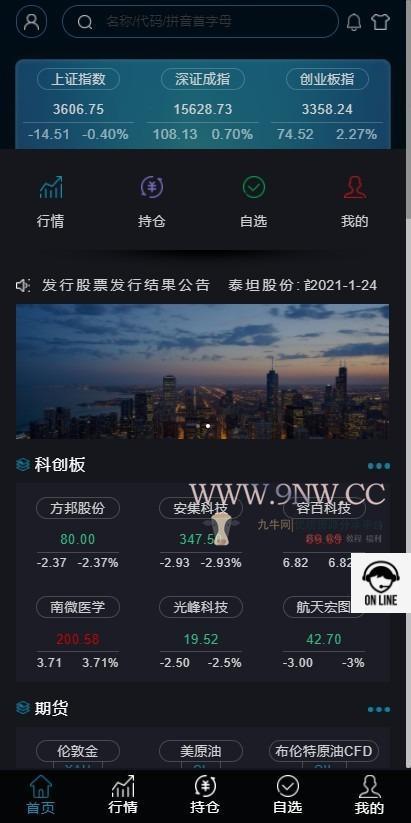 名称/代码/拼音首字母
上证指数 深证成指 创业板指
3606.75 15628.73 3358.24
-14.51 -0.40% 108.13 0.70% 74.52 2.27%
行情 持仓 自选 我的
发行股票发行结果公告 泰坦股份: 2021-1-24
科创板
WWW.9NW.CC
方邦股份 安集科技 容百科技
九牛网
80.00 347.50 89.69
教程 福利
-2.37 -2.37% -2.93 -2.93% 6.82 6.82
ON LINE
南微医学 光峰科技 航天宏图
200.58 19.52 42.70
3.71 3.71% -2.50 -2.5% -3.00 -3%
期货
伦敦金 美原油 布伦特原油CFD
首页 行情 持仓 自选 我的